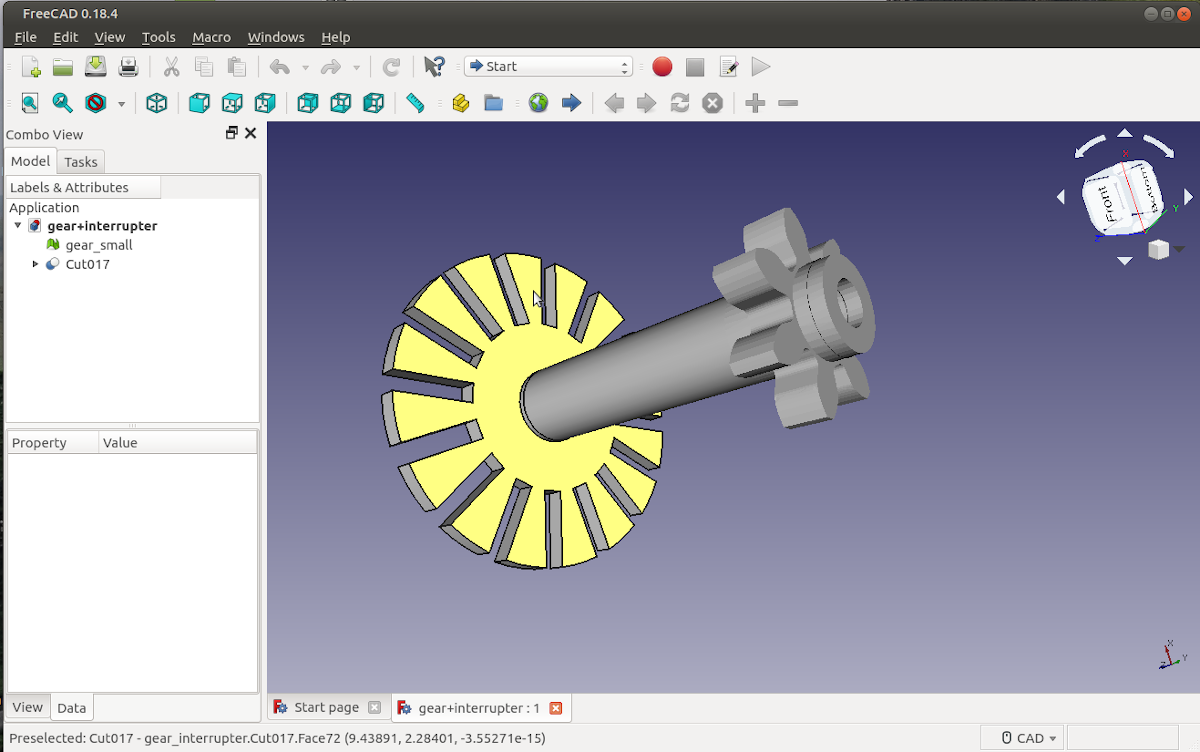 FreeCAD 0.18.4
File Edit View Tools Macro Windows Help
Start
Combo View
Model Tasks
Labels & Attributes
Application
gear+interrupter
gear_small
Cut017
Property Value
Front
Bottom
X
Y
Z
X
Y
Z
View Data
Start page
gear+interrupter : 1
Preselected: Cut017 - gear_interrupter.Cut017.Face72 (9.43891, 2.28401, -3.55271e-15)
CAD